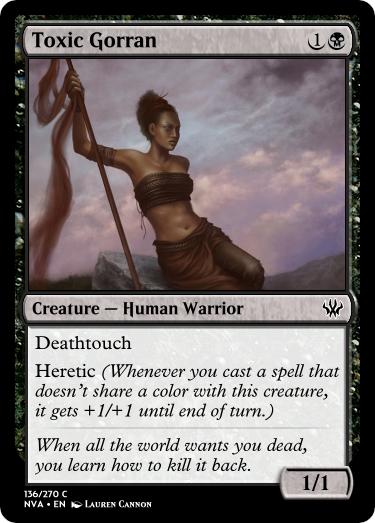 Toxic Gorran 1
Creature — Human Warrior
Deathtouch
Heretic (Whenever you cast a spell that
doesn't share a color with this creature,
it gets +1/+1 until end of turn.)
When all the world wants you dead,
you learn how to kill it back.
1/1
136/270 C
NVA • EN LAUREN CANNON